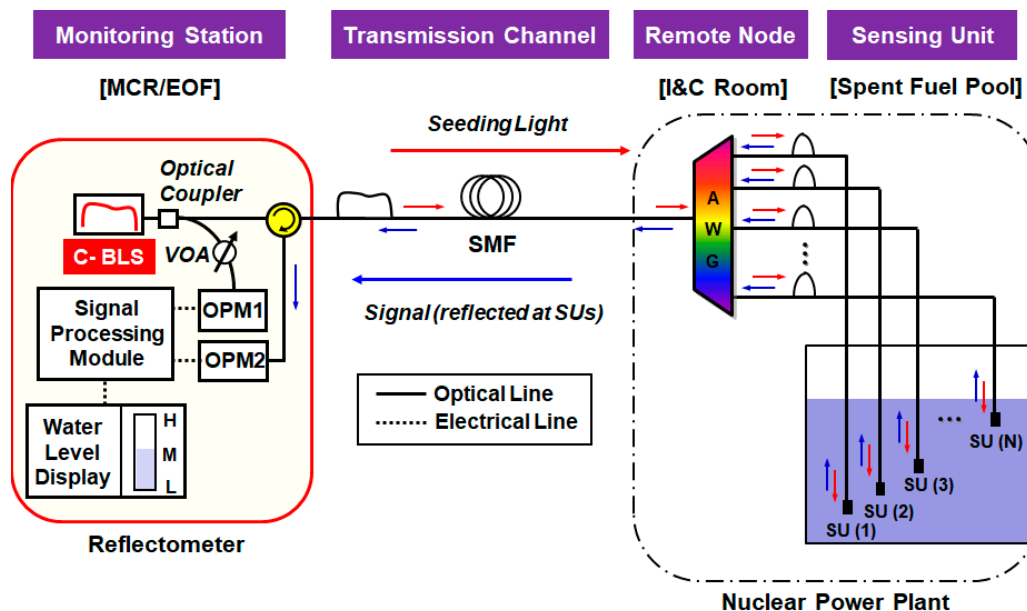 Monitoring Station
Transmission Channel
Remote Node
Sensing Unit
[MCR/EOF]
[I&C Room]
[Spent Fuel Pool]
Seeding Light
Optical
Coupler
C- BLS
VOA
SMF
A
W
G
Signal
Processing
Module
OPM1
OPM2
Signal (reflected at SUs)
Optical Line
Electrical Line
Water
Level
Display
H
M
L
SU (N)
SU (3)
SU (2)
SU (1)
Reflectometer
Nuclear Power Plant